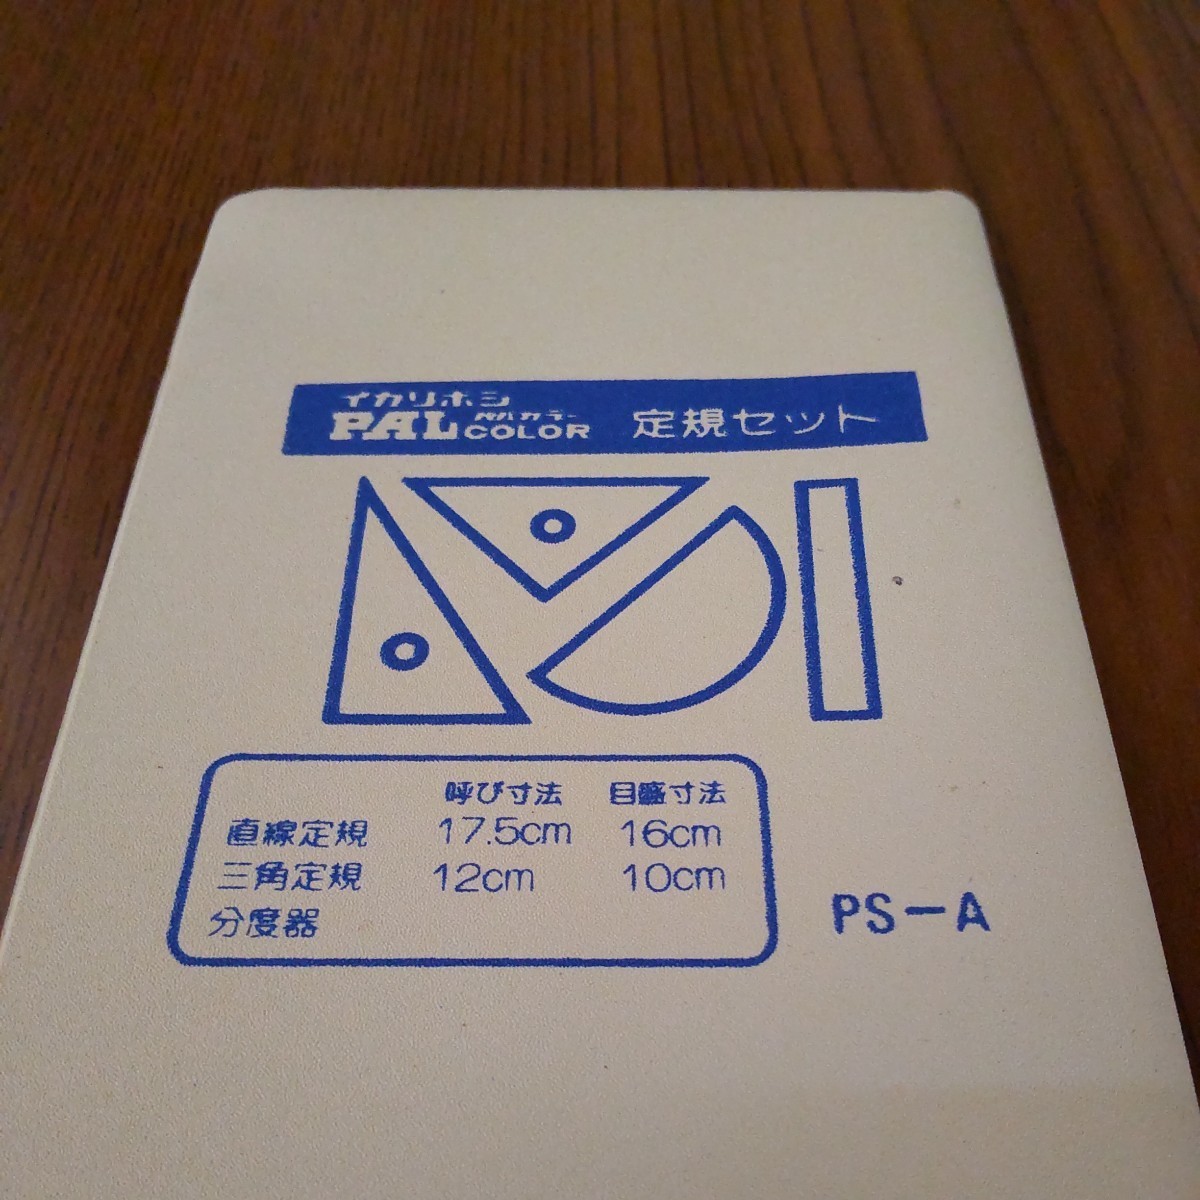 イカリホシ
PAL パルカラー COLOR 定規セット
呼び寸法 目盛寸法
直線定規 17.5cm 16cm
三角定規 12cm 10cm
分度器
PS-A